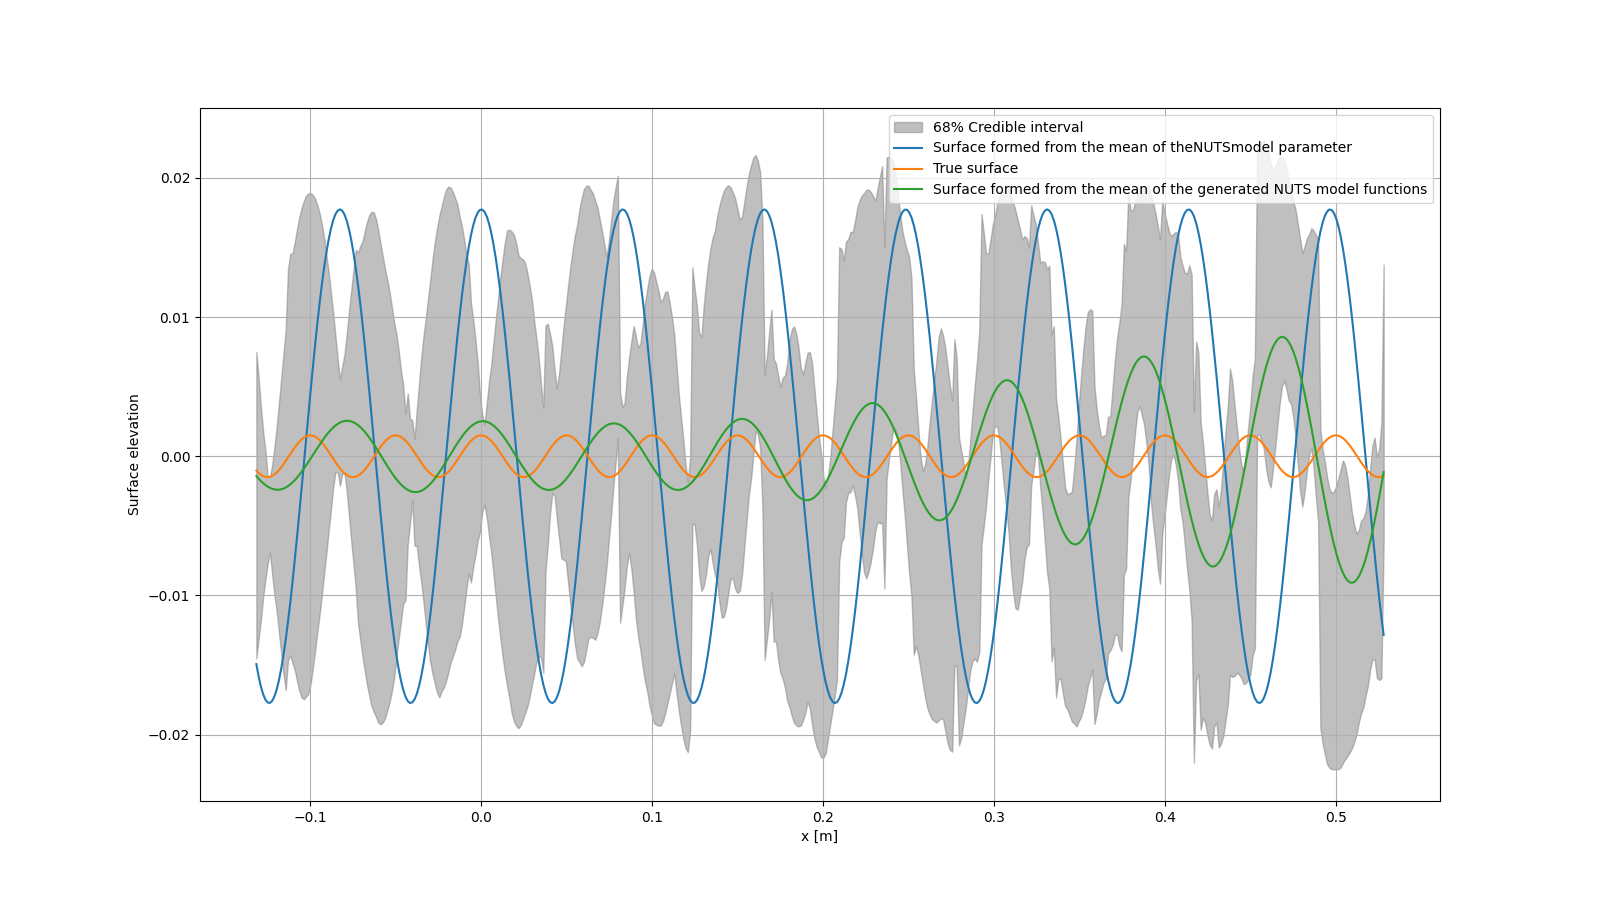 68% Credible interval
Surface formed from the mean of theNUTSmodel parameter
True surface
Surface formed from the mean of the generated NUTS model functions
0.02
0.01
0.00
−0.01
−0.02
Surface elevation
−0.1 0.0 0.1 0.2 0.3 0.4 0.5
x [m]